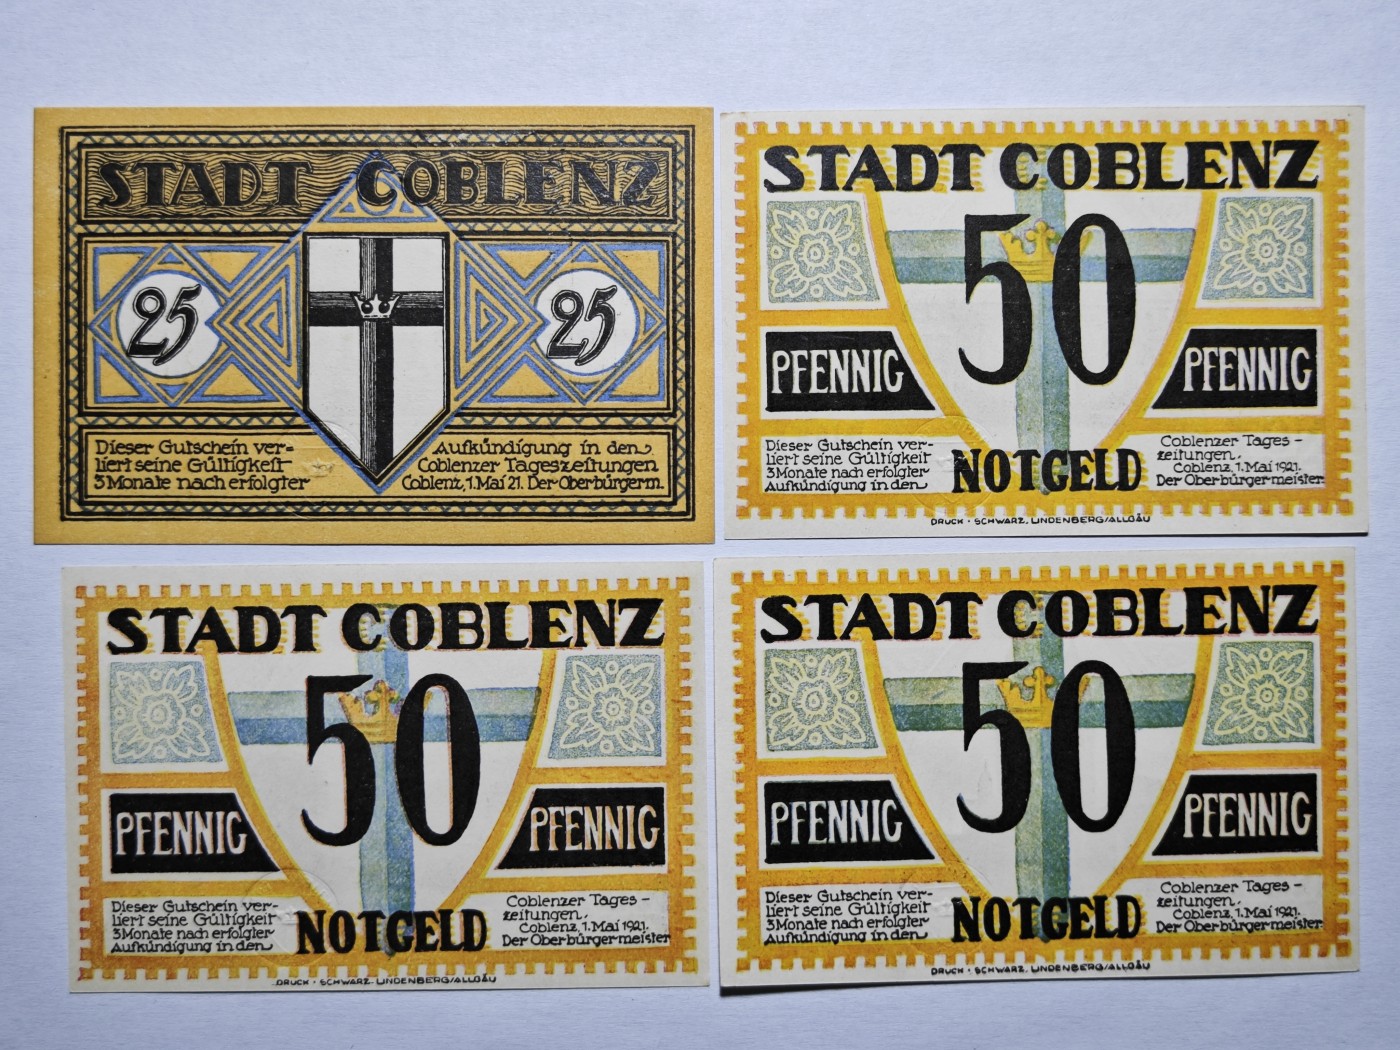 STADT COBLENZ
25 25
Dieser Gutschein ver=
liert seine Gültigkeit
3 Monate nach erfolgter
Aufkündigung in den
Coblenzer Tageszeitungen
Coblenz, 1. Mai 21. Der Oberbürgerm.
STADT COBLENZ
50
PFENNIG PFENNIG
Dieser Gutschein ver-
liert seine Gültigkeit
3 Monate nach erfolgter
Aufkündigung in den
NOTGELD
Coblenzer Tages-
zeitungen.
Coblenz, 1. Mai 1921.
Der Oberbürgermeister
DRUCK · SCHWARZ, LINDENBERG/ALLGÄU
STADT COBLENZ
50
PFENNIG PFENNIG
Dieser Gutschein ver-
liert seine Gültigkeit
3 Monate nach erfolgter
Aufkündigung in den
NOTGELD
Coblenzer Tages-
zeitungen.
Coblenz, 1. Mai 1921.
Der Oberbürgermeister
DRUCK · SCHWARZ, LINDENBERG/ALLGÄU
STADT COBLENZ
50
PFENNIG PFENNIG
Dieser Gutschein ver-
liert seine Gültigkeit
3 Monate nach erfolgter
Aufkündigung in den
NOTGELD
Coblenzer Tages-
zeitungen.
Coblenz, 1. Mai 1921.
Der Oberbürgermeister
DRUCK · SCHWARZ, LINDENBERG/ALLGÄU